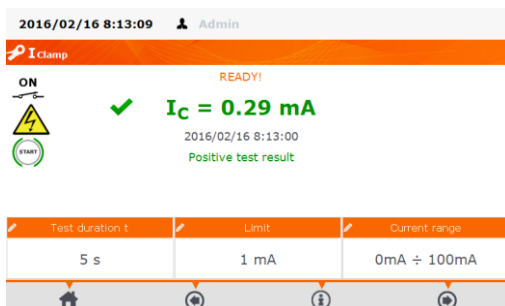 2016/02/16 8:13:09 Admin
I Clamp
ON
READY!
IC = 0.29 mA
2016/02/16 8:13:00
Positive test result
START
Test duration t Limit Current range
5 s 1 mA 0mA ÷ 100mA